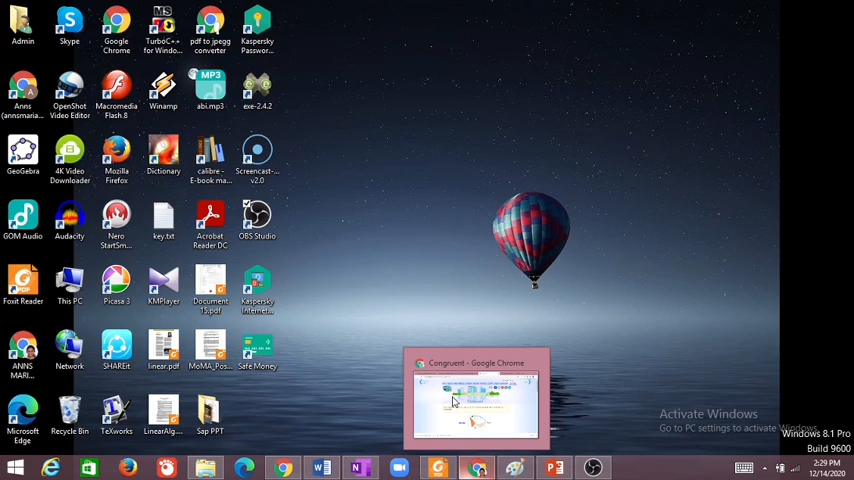 Admin
Skype
Google
Chrome
MS
TurboC++
for Windo...
pdf to jpegg
converter
Kaspersky
Passwor...
Anns
(annsmaria...
OpenShot
Video Editor
Macromedia
Flash 8
Winamp
MP3
abi.mp3
exe-2.4.2
GeoGebra
4K Video
Downloader
Mozilla
Firefox
Dictionary
calibre -
E-book ma...
Screencast-...
v2.0
GOM Audio
Audacity
Nero
StartSm...
key.txt
Acrobat
Reader DC
OBS Studio
Foxit Reader
This PC
Picasa 3
KMPlayer
Document
15.pdf
Kaspersky
Internet...
ANNS
MARI...
Network
SHAREit
linear.pdf
MoMA_Pos...
Safe Money
Microsoft
Edge
Recycle Bin
TeXworks
LinearAlg...
Sap PPT
Congruent - Google Chrome
Activate Windows
Go to PC settings to activate Windows.
Windows 8.1 Pro
Build 9600
2:29 PM
12/14/2020